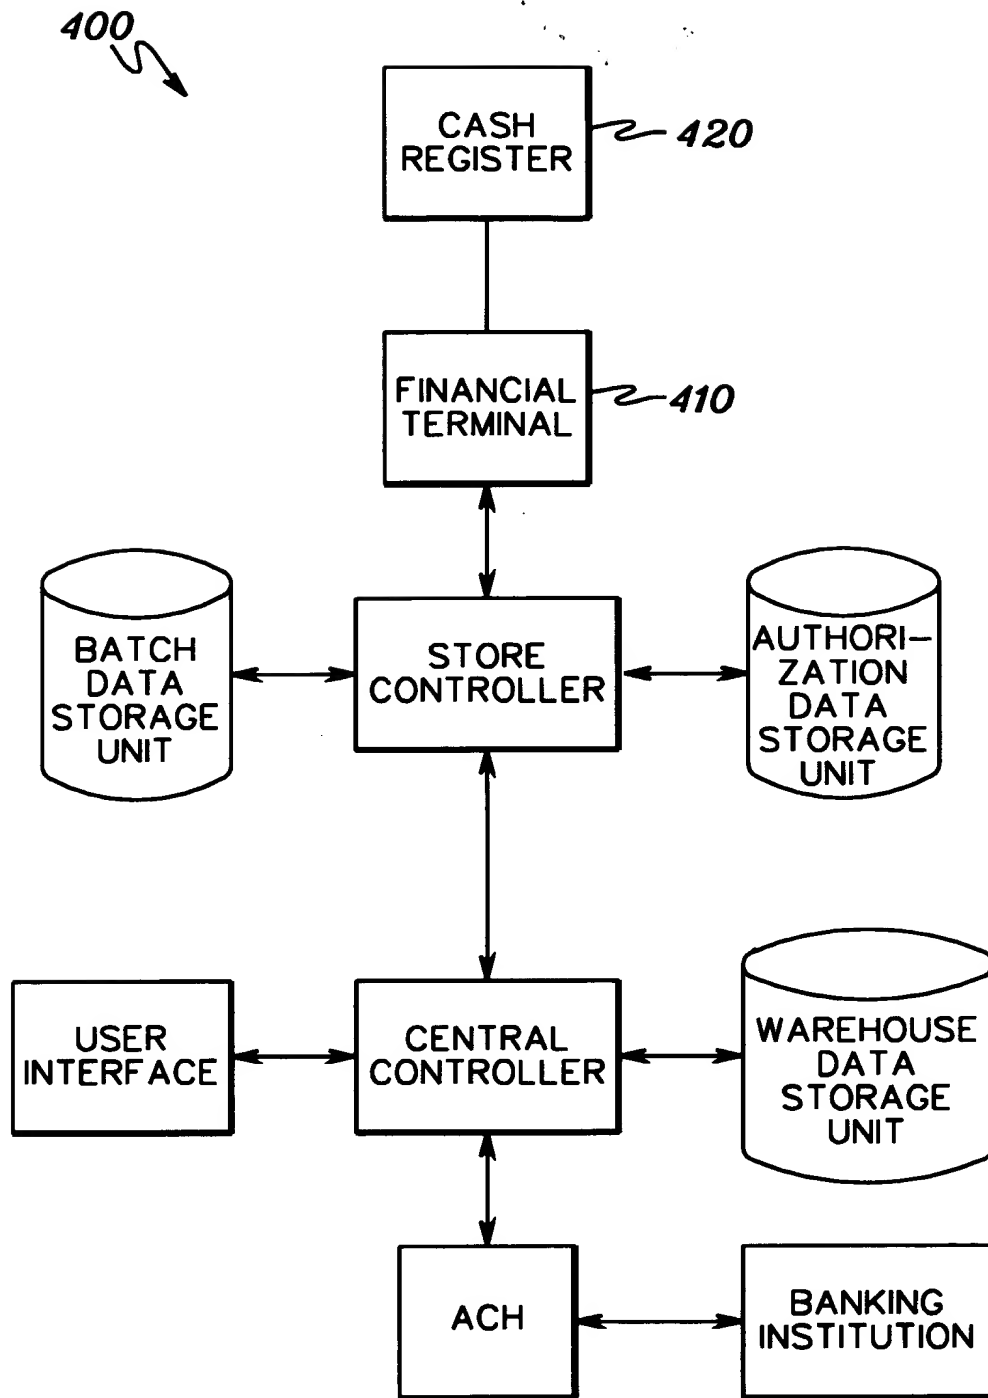 400
CASH
REGISTER
420
FINANCIAL
TERMINAL
410
BATCH
DATA
STORAGE
UNIT
STORE
CONTROLLER
AUTHORI-
ZATION
DATA
STORAGE
UNIT
USER
INTERFACE
CENTRAL
CONTROLLER
WAREHOUSE
DATA
STORAGE
UNIT
ACH
BANKING
INSTITUTION